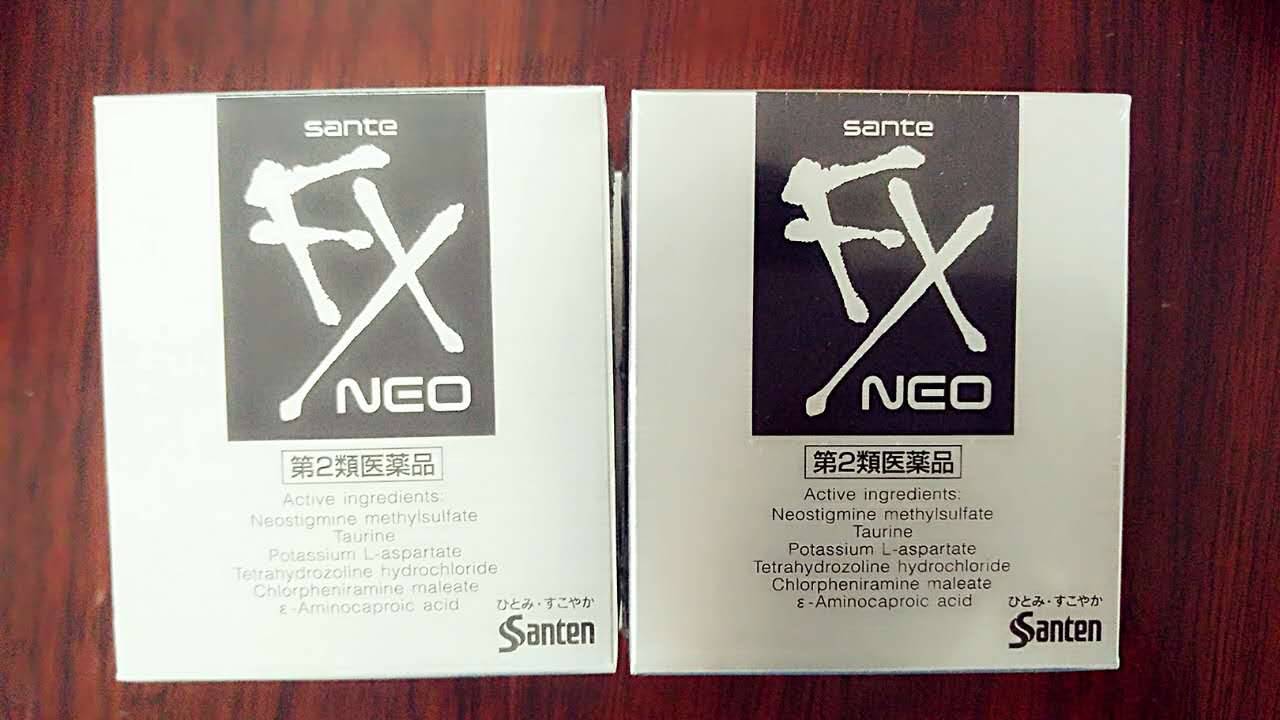 sante
FX
NEO
第2類医薬品
Active ingredients:
Neostigmine methylsulfate
Taurine
Potassium L-aspartate
Tetrahydrozoline hydrochloride
Chlorpheniramine maleate
ε-Aminocaproic acid
ひとみ・すこやか
Santen
sante
FX
NEO
第2類医薬品
Active ingredients:
Neostigmine methylsulfate
Taurine
Potassium L-aspartate
Tetrahydrozoline hydrochloride
Chlorpheniramine maleate
ε-Aminocaproic acid
ひとみ・すこやか
Santen